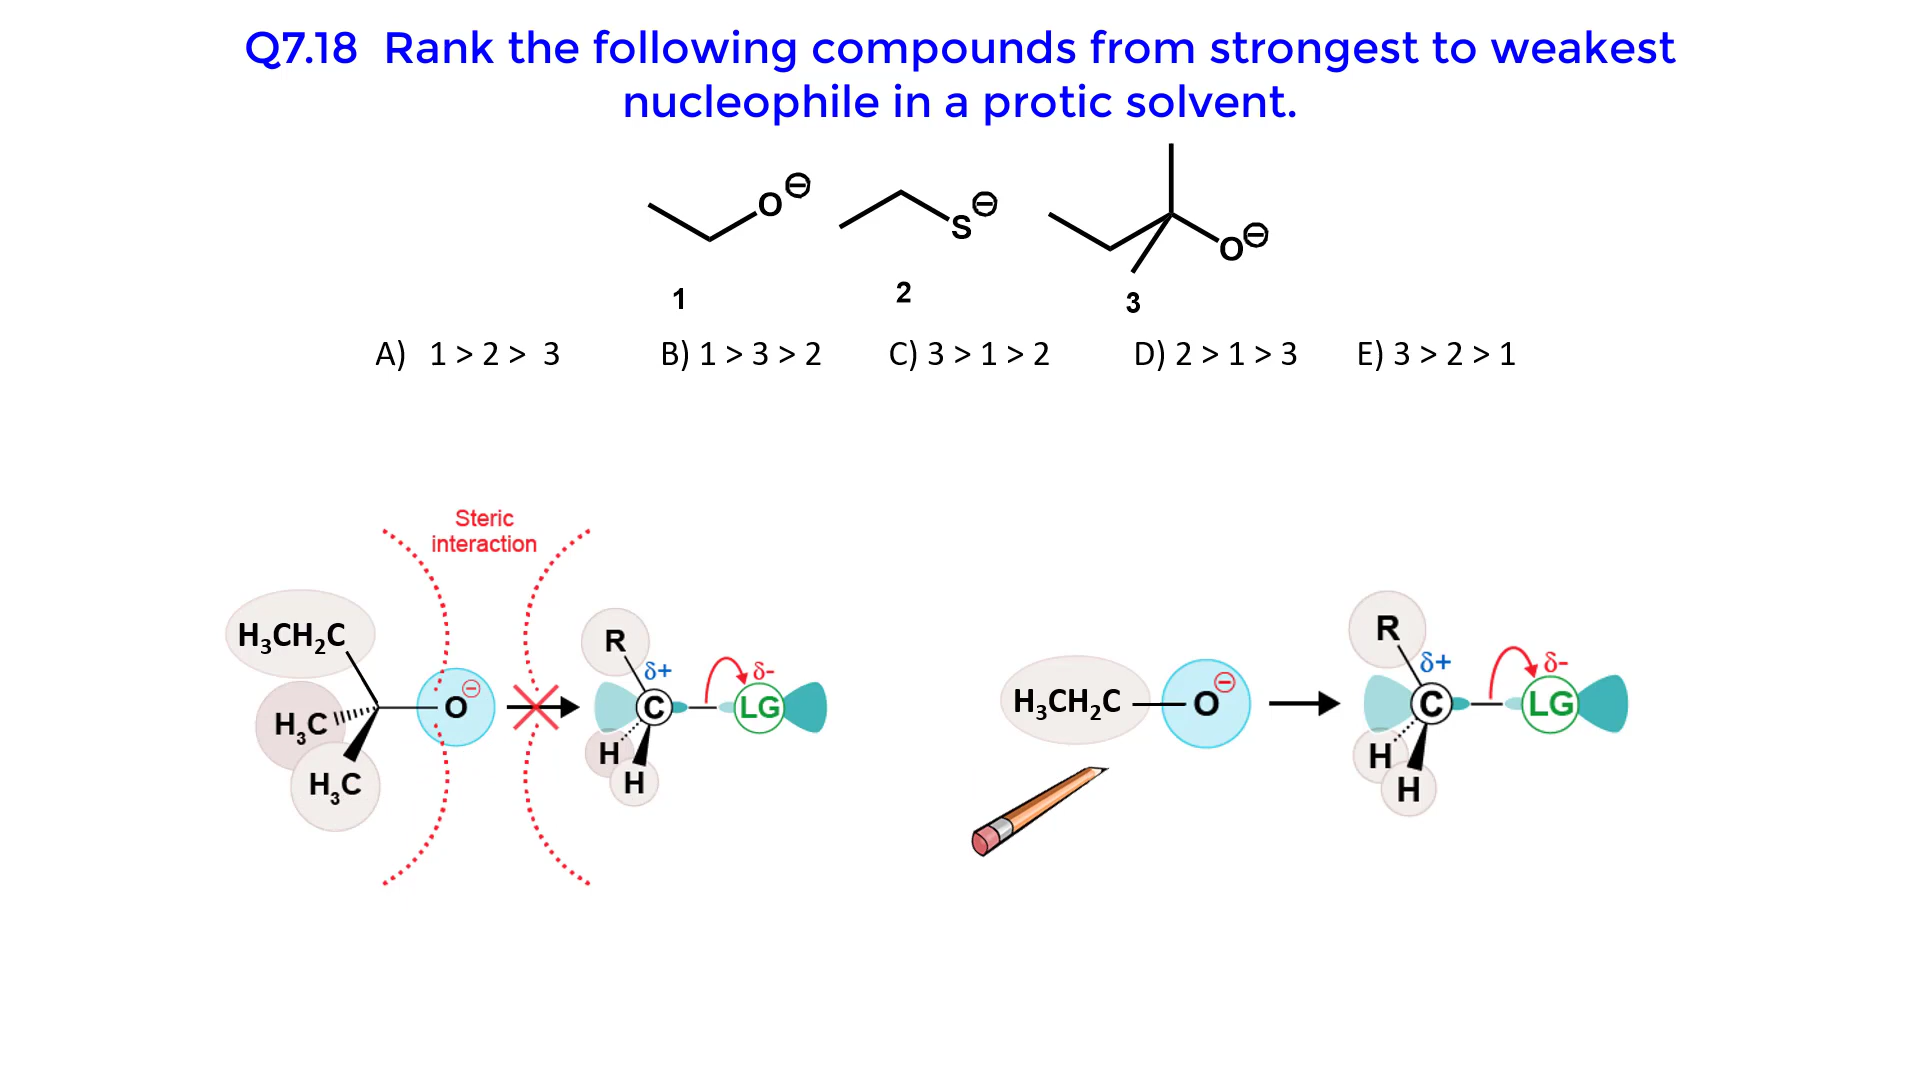 Q7.18 Rank the following compounds from strongest to weakest
nucleophile in a protic solvent.
O⊖
S⊖
O⊖
1
2
3
A) 1 > 2 > 3 B) 1 > 3 > 2 C) 3 > 1 > 2 D) 2 > 1 > 3 E) 3 > 2 > 1
Steric
interaction
H₃CH₂C
H₃C
H₃C
O⊖
R
δ+
δ-
C
LG
H
H
H₃CH₂C
O⊖
R
δ+
δ-
C
LG
H
H